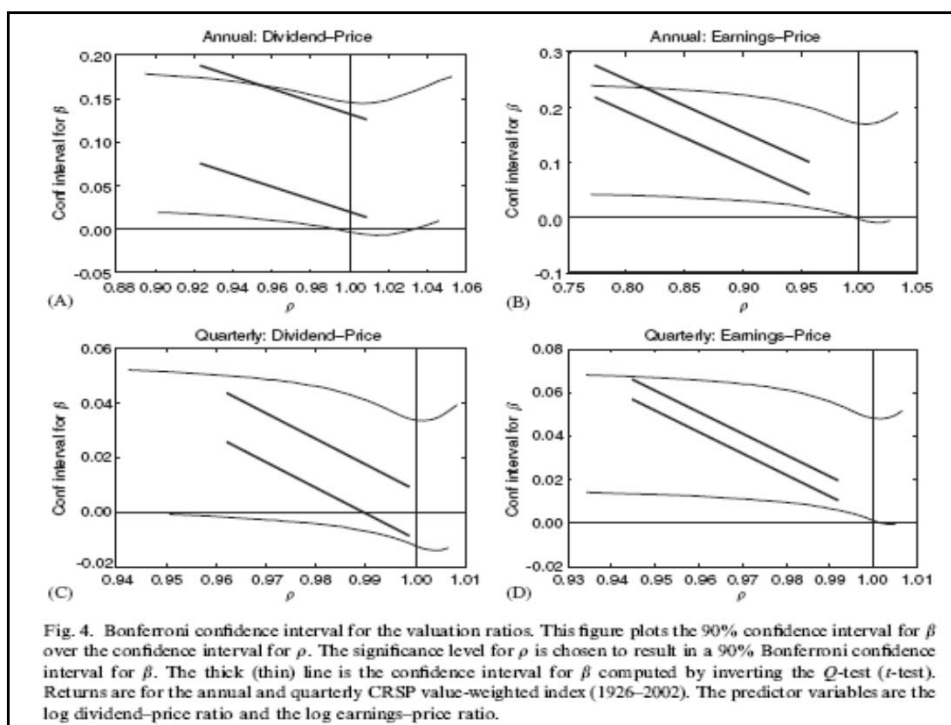 Annual: Dividend–Price
Conf interval for β
0.20
0.15
0.10
0.05
0.00
-0.05
0.88 0.90 0.92 0.94 0.96 0.98 1.00 1.02 1.04 1.06
(A)
ρ
Annual: Earnings–Price
Conf interval for β
0.3
0.2
0.1
0.0
-0.1
0.75 0.80 0.85 0.90 0.95 1.00 1.05
(B)
ρ
Quarterly: Dividend–Price
Conf interval for β
0.06
0.04
0.02
0.00
-0.02
0.94 0.95 0.96 0.97 0.98 0.99 1.00 1.01
(C)
ρ
Quarterly: Earnings–Price
Conf interval for β
0.08
0.06
0.04
0.02
0.00
-0.02
0.93 0.94 0.95 0.96 0.97 0.98 0.99 1.00 1.01
(D)
ρ
Fig. 4. Bonferroni confidence interval for the valuation ratios. This figure plots the 90% confidence interval for β
over the confidence interval for ρ. The significance level for ρ is chosen to result in a 90% Bonferroni confidence
interval for β. The thick (thin) line is the confidence interval for β computed by inverting the Q-test (t-test).
Returns are for the annual and quarterly CRSP value-weighted index (1926–2002). The predictor variables are the
log dividend–price ratio and the log earnings–price ratio.